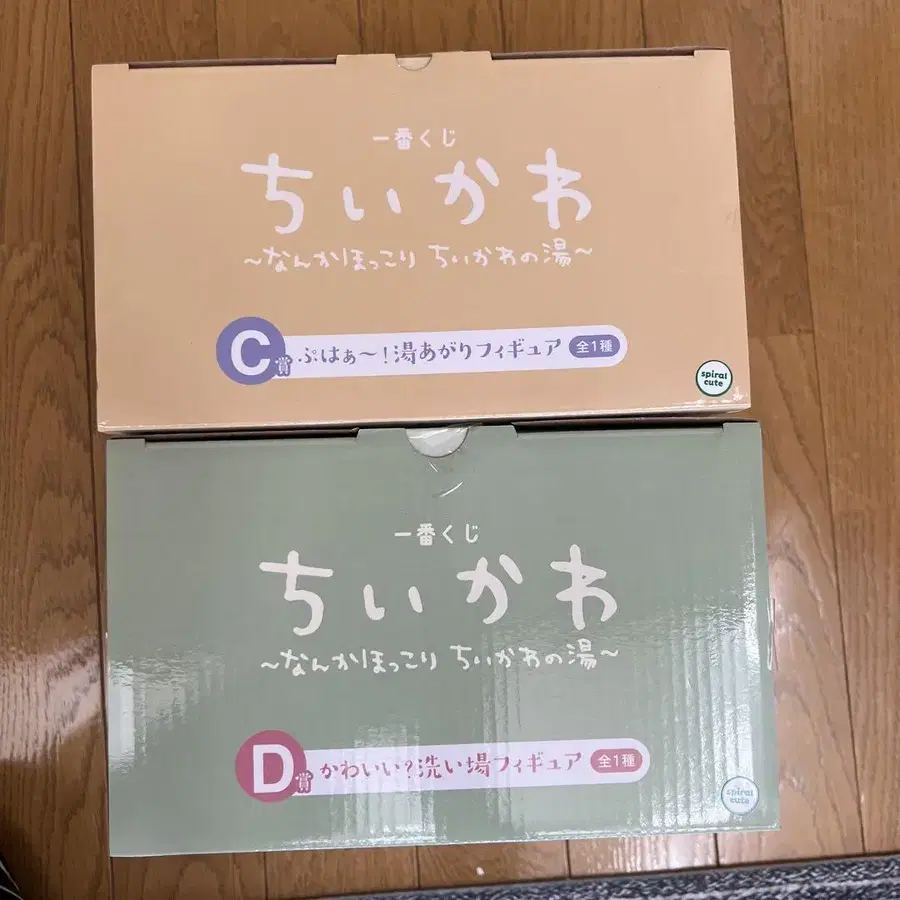 一番くじ
ちいかわ
~なんかほっこり ちいかわの湯~
C賞 ぷはぁ~!湯あがりフィギュア 全1種
spiral
cute
一番くじ
ちいかわ
~なんかほっこり ちいかわの湯~
D賞 かわいい?洗い場フィギュア 全1種
spiral
cute